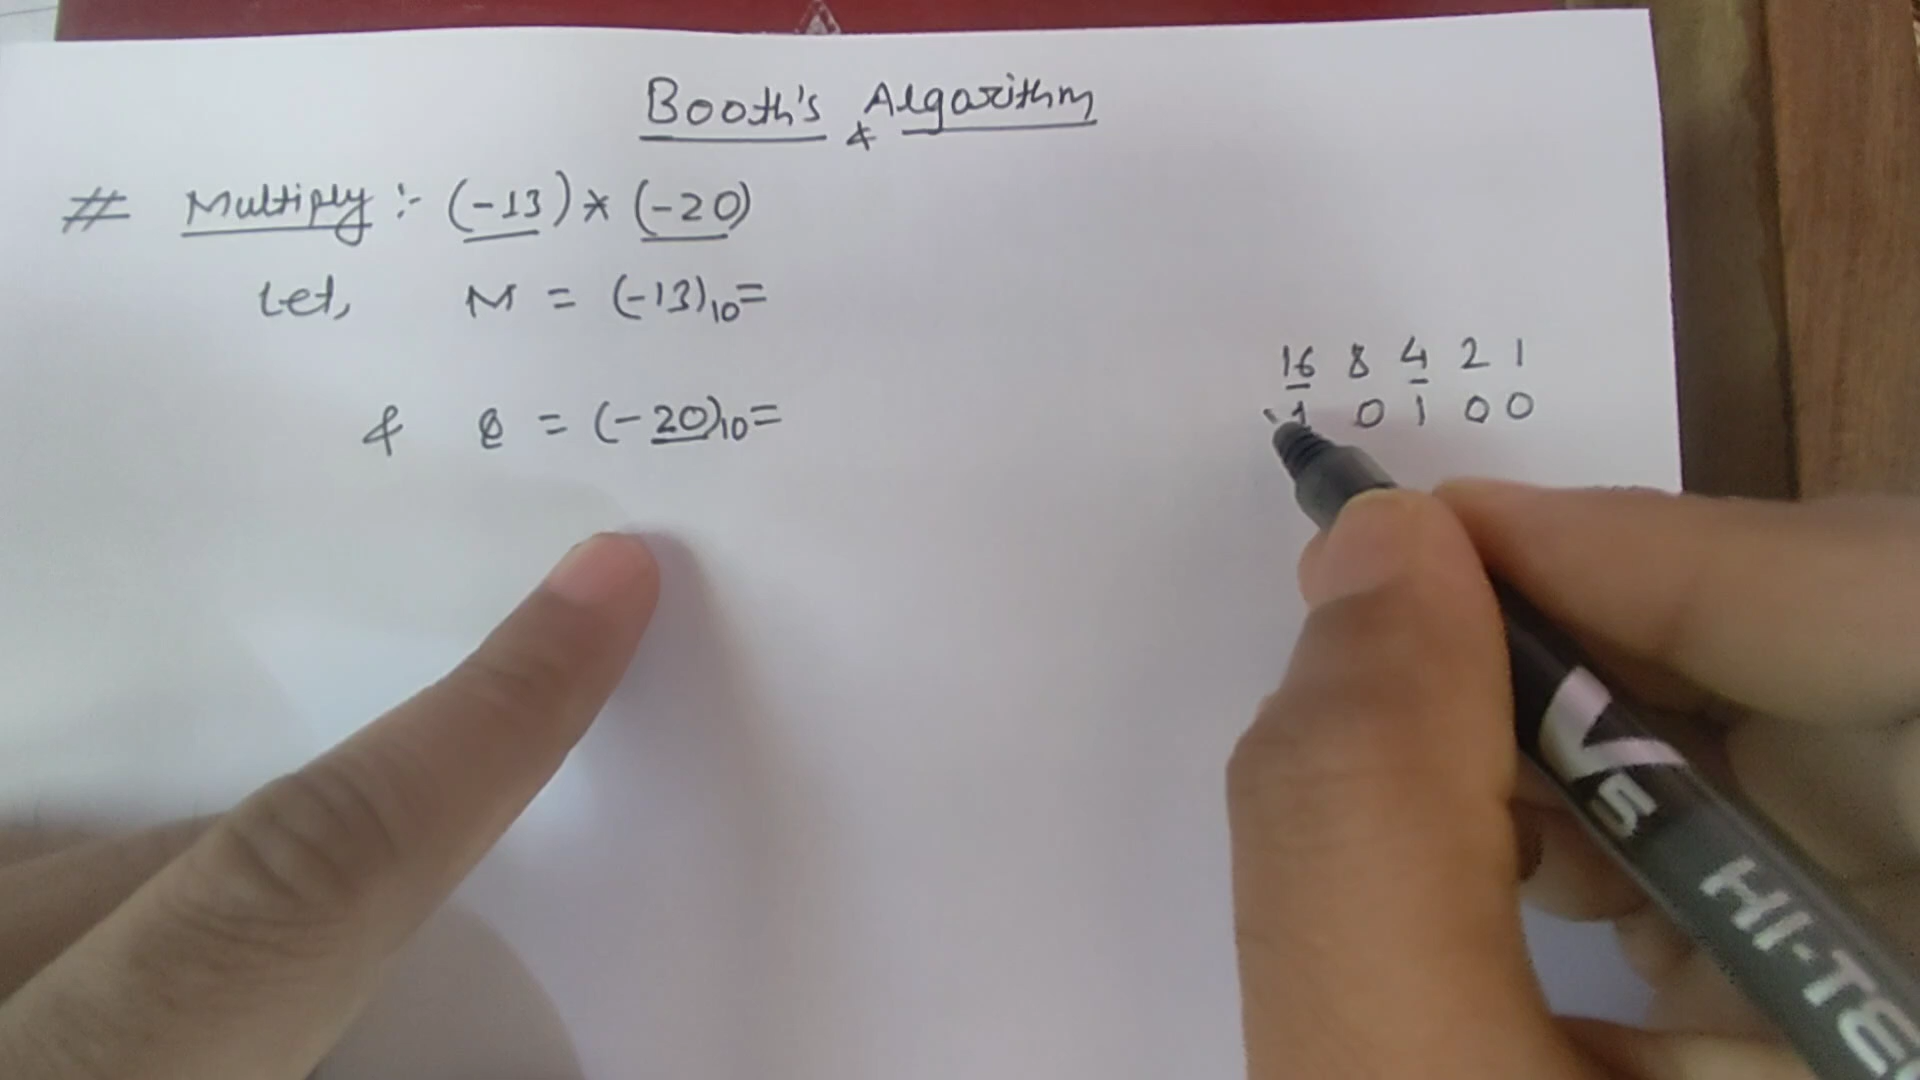 Booth's Algorithm
# Multiply :- (-13) * (-20)
Let, M = (-13)10=
16 8 4 2 1
1 0 1 0 0
& Q = (-20)10=
V5 HI-TE